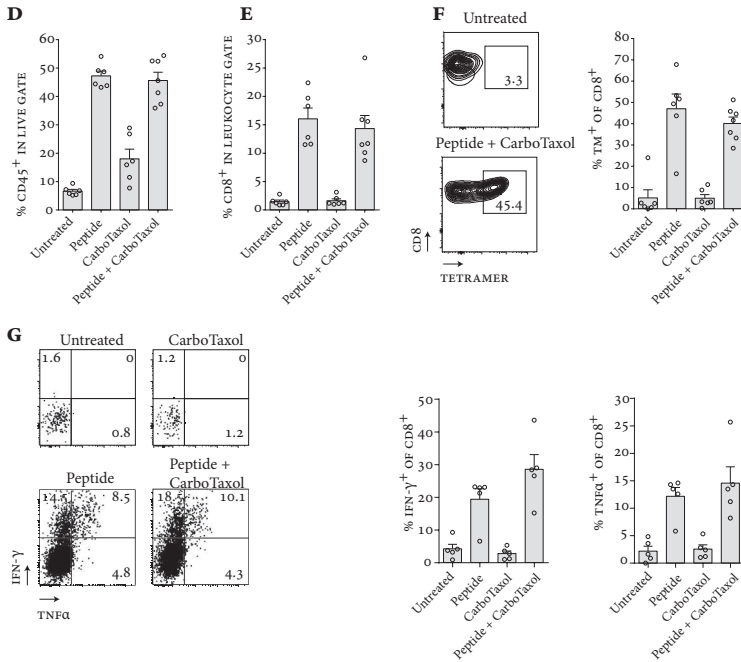 D
% CD45+ IN LIVE GATE
60
50
40
30
20
10
0
Untreated
Peptide
CarboTaxol
Peptide + CarboTaxol
E
% CD8+ IN LEUKOCYTE GATE
30
25
20
15
10
5
0
Untreated
Peptide
CarboTaxol
Peptide + CarboTaxol
F
Untreated
3.3
Peptide + CarboTaxol
45.4
CD8
TETRAMER
% TM+ OF CD8+
80
70
60
50
40
30
20
10
0
Untreated
Peptide
CarboTaxol
Peptide + CarboTaxol
G
Untreated
1.6
0
0.8
CarboTaxol
1.2
0
1.2
Peptide
8.5
4.8
Peptide +
CarboTaxol
10.1
4.3
IFN-γ
TNFα
% IFN-γ+ OF CD8+
50
40
30
20
10
0
Untreated
Peptide
CarboTaxol
Peptide + CarboTaxol
% TNFα+ OF CD8+
30
25
20
15
10
5
0
Untreated
Peptide
CarboTaxol
Peptide + CarboTaxol